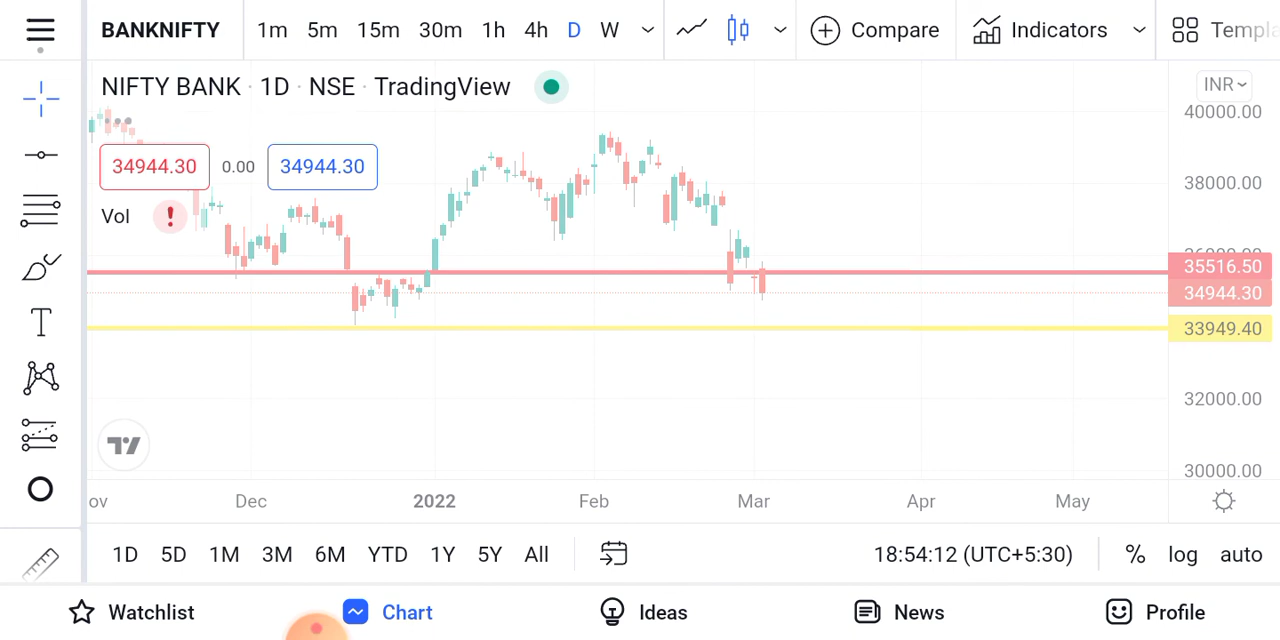 BANKNIFTY 1m 5m 15m 30m 1h 4h D W Compare Indicators Templa
NIFTY BANK · 1D · NSE · TradingView INR
40000.00
34944.30 0.00 34944.30
38000.00
Vol !
36000.00
35516.50
34944.30
33949.40
32000.00
30000.00
ov Dec 2022 Feb Mar Apr May
1D 5D 1M 3M 6M YTD 1Y 5Y All 18:54:12 (UTC+5:30) % log auto
Watchlist Chart Ideas News Profile